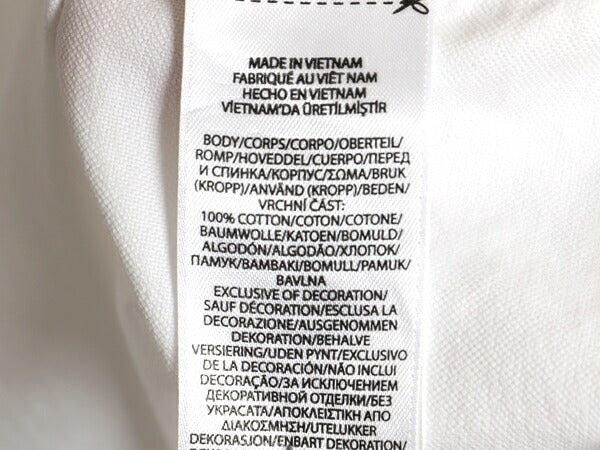 MADE IN VIETNAM
FABRIQUÉ AU VIÊT NAM
HECHO EN VIETNAM
VİETNAM'DA ÜRETİLMİŞTİR
BODY/CORPS/CORPO/OBERTEIL/
ROMP/HOVEDDEL/CUERPO/ПЕРЕД
И СПИНКА/КОРПУС/ΣΩΜΑ/BRUK
(KROPP)/ANVÄND (KROPP)/BEDEN/
VRCHNÍ ČÁST:
100% COTTON/COTON/COTONE/
BAUMWOLLE/KATOEN/BOMULD/
ALGODÓN/ALGODÃO/ХЛОПОК/
ПАМУК/ΒΑΜΒΑΚΙ/BOMULL/PAMUK/
BAVLNA
EXCLUSIVE OF DECORATION/
SAUF DÉCORATION/ESCLUSA LA
DECORAZIONE/AUSGENOMMEN
DEKORATION/BEHALVE
VERSIERING/UDEN PYNT/EXCLUSIVO
DE LA DECORACIÓN/NÃO INCLUI
DECORAÇÃO/ЗА ИСКЛЮЧЕНИЕМ
ДЕКОРАТИВНОЙ ОТДЕЛКИ/БЕЗ
УКРАСАТА/ΑΠΟΚΛΕΙΣΤΙΚΗ ΑΠΟ
ΔΙΑΚΟΣΜΗΣΗ/UTELUKKER
DEKORASJON/ENBART DEKORATION/